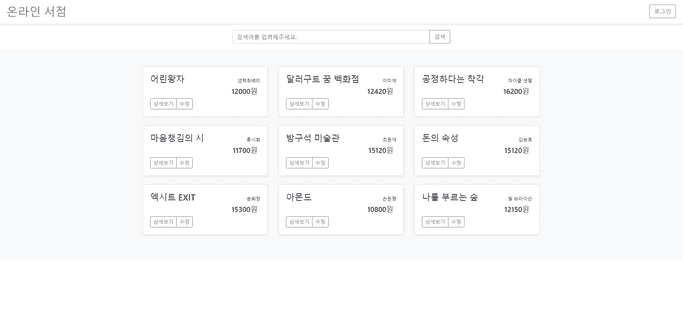 온라인 서점
로그인
검색어를 입력해주세요.
검색
어린왕자
생텍쥐베리
12000원
상세보기 수정
달러구트 꿈 백화점
이미예
12420원
상세보기 수정
공정하다는 착각
마이클 샌델
16200원
상세보기 수정
마음챙김의 시
류시화
11700원
상세보기 수정
방구석 미술관
조원재
15120원
상세보기 수정
돈의 속성
김승호
15120원
상세보기 수정
엑시트 EXIT
송희창
15300원
상세보기 수정
아몬드
손원평
10800원
상세보기 수정
나를 부르는 숲
빌 브라이슨
12150원
상세보기 수정